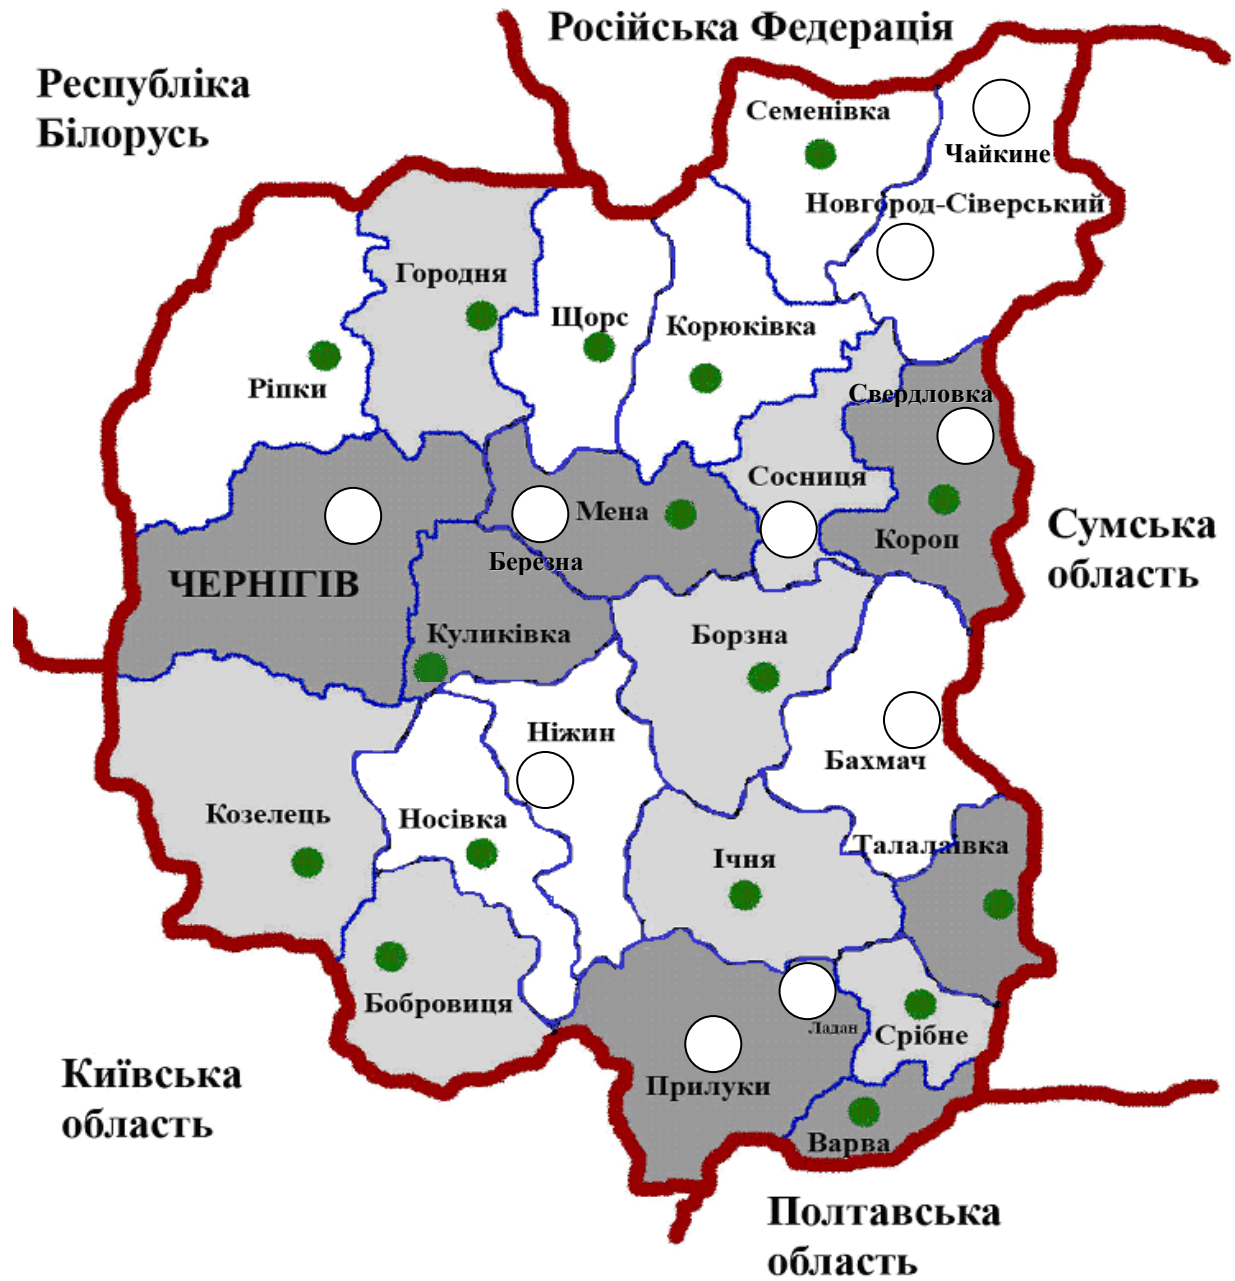 Російська Федерація
Республіка
Білорусь
Семенівка
Чайкине
Новгород-Сіверський
Городня
Щорс
Корюківка
Ріпки
Свердловка
Сосниця
Мена
Короп
Сумська
область
Березна
ЧЕРНІГІВ
Куликівка
Борзна
Ніжин
Бахмач
Козелець
Носівка
Ічня
Талалаївка
Бобровиця
Ладан
Срібне
Київська
область
Прилуки
Варва
Полтавська
область